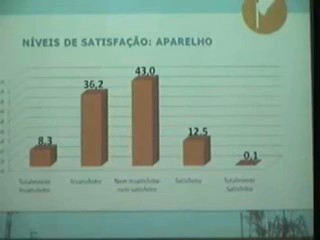 NÍVEIS DE SATISFAÇÃO: APARELHO
8,3
36,2
43,0
12,5
0,1
Totalmente Insatisfeito
Insatisfeito
Nem insatisfeito nem satisfeito
Satisfeito
Totalmente Satisfeito